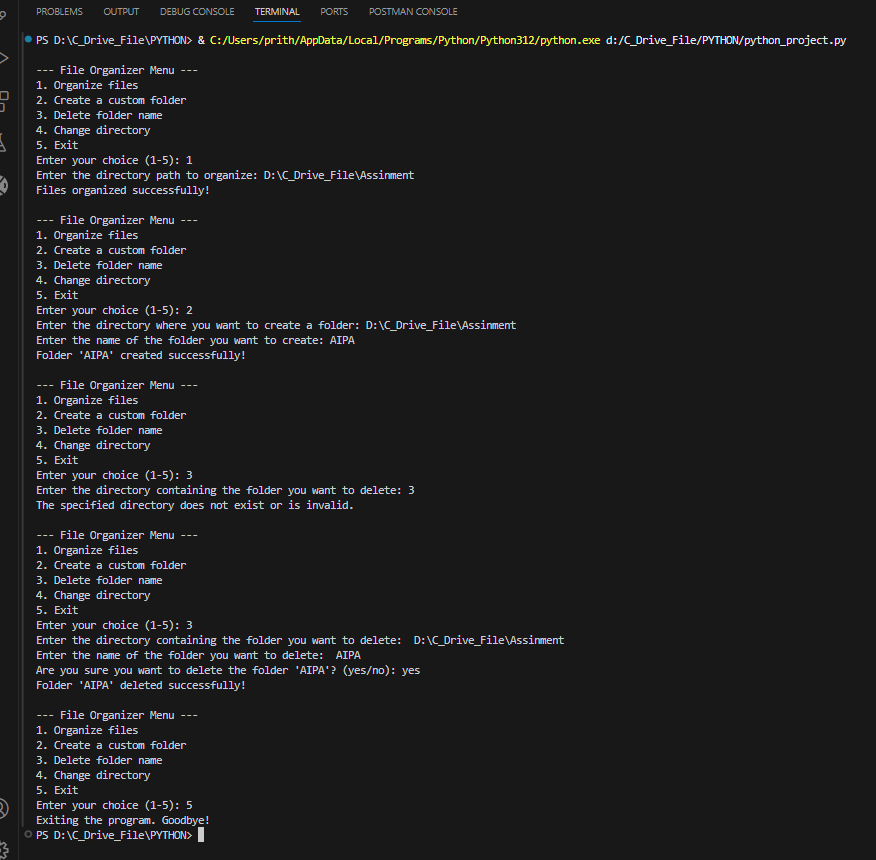 PROBLEMS OUTPUT DEBUG CONSOLE TERMINAL PORTS POSTMAN CONSOLE
PS D:\C_Drive_File\PYTHON> & C:/Users/prith/AppData/Local/Programs/Python/Python312/python.exe d:/C_Drive_File/PYTHON/python_project.py
--- File Organizer Menu ---
1. Organize files
2. Create a custom folder
3. Delete folder name
4. Change directory
5. Exit
Enter your choice (1-5): 1
Enter the directory path to organize: D:\C_Drive_File\Assinment
Files organized successfully!
--- File Organizer Menu ---
1. Organize files
2. Create a custom folder
3. Delete folder name
4. Change directory
5. Exit
Enter your choice (1-5): 2
Enter the directory where you want to create a folder: D:\C_Drive_File\Assinment
Enter the name of the folder you want to create: AIPA
Folder 'AIPA' created successfully!
--- File Organizer Menu ---
1. Organize files
2. Create a custom folder
3. Delete folder name
4. Change directory
5. Exit
Enter your choice (1-5): 3
Enter the directory containing the folder you want to delete: 3
The specified directory does not exist or is invalid.
--- File Organizer Menu ---
1. Organize files
2. Create a custom folder
3. Delete folder name
4. Change directory
5. Exit
Enter your choice (1-5): 3
Enter the directory containing the folder you want to delete:  D:\C_Drive_File\Assinment
Enter the name of the folder you want to delete:  AIPA
Are you sure you want to delete the folder 'AIPA'? (yes/no): yes
Folder 'AIPA' deleted successfully!
--- File Organizer Menu ---
1. Organize files
2. Create a custom folder
3. Delete folder name
4. Change directory
5. Exit
Enter your choice (1-5): 5
Exiting the program. Goodbye!
PS D:\C_Drive_File\PYTHON>